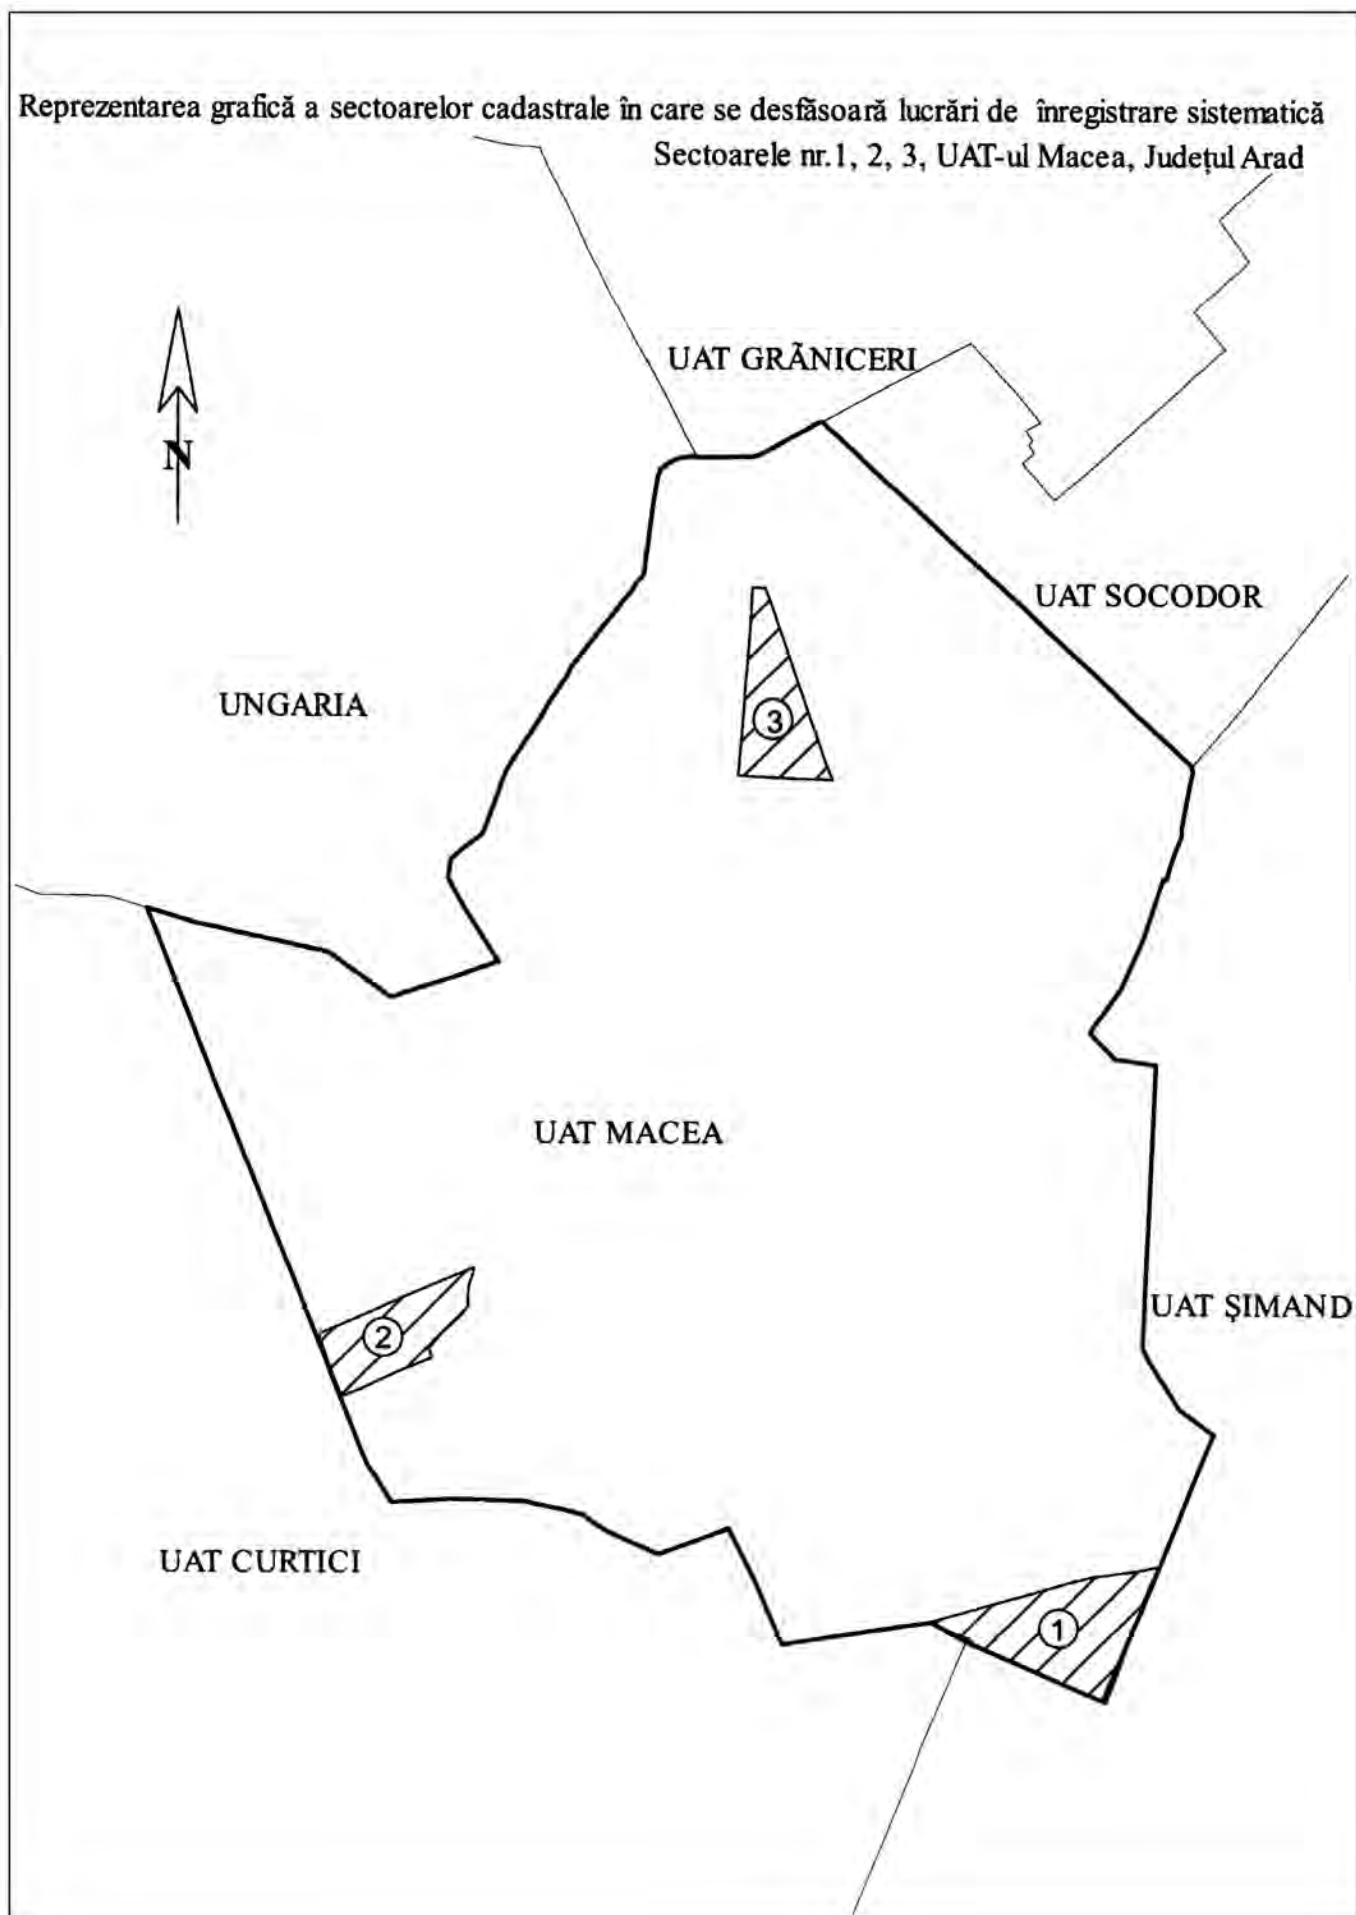 Reprezentarea grafică a sectoarelor cadastrale în care se desfăsoară lucrări de înregistrare sistematică
Sectoarele nr.1, 2, 3, UAT-ul Macea, Județul Arad
UAT GRĂNICERI
N
UAT SOCODOR
UNGARIA
3
UAT MACEA
UAT ŞIMAND
2
UAT CURTICI
1